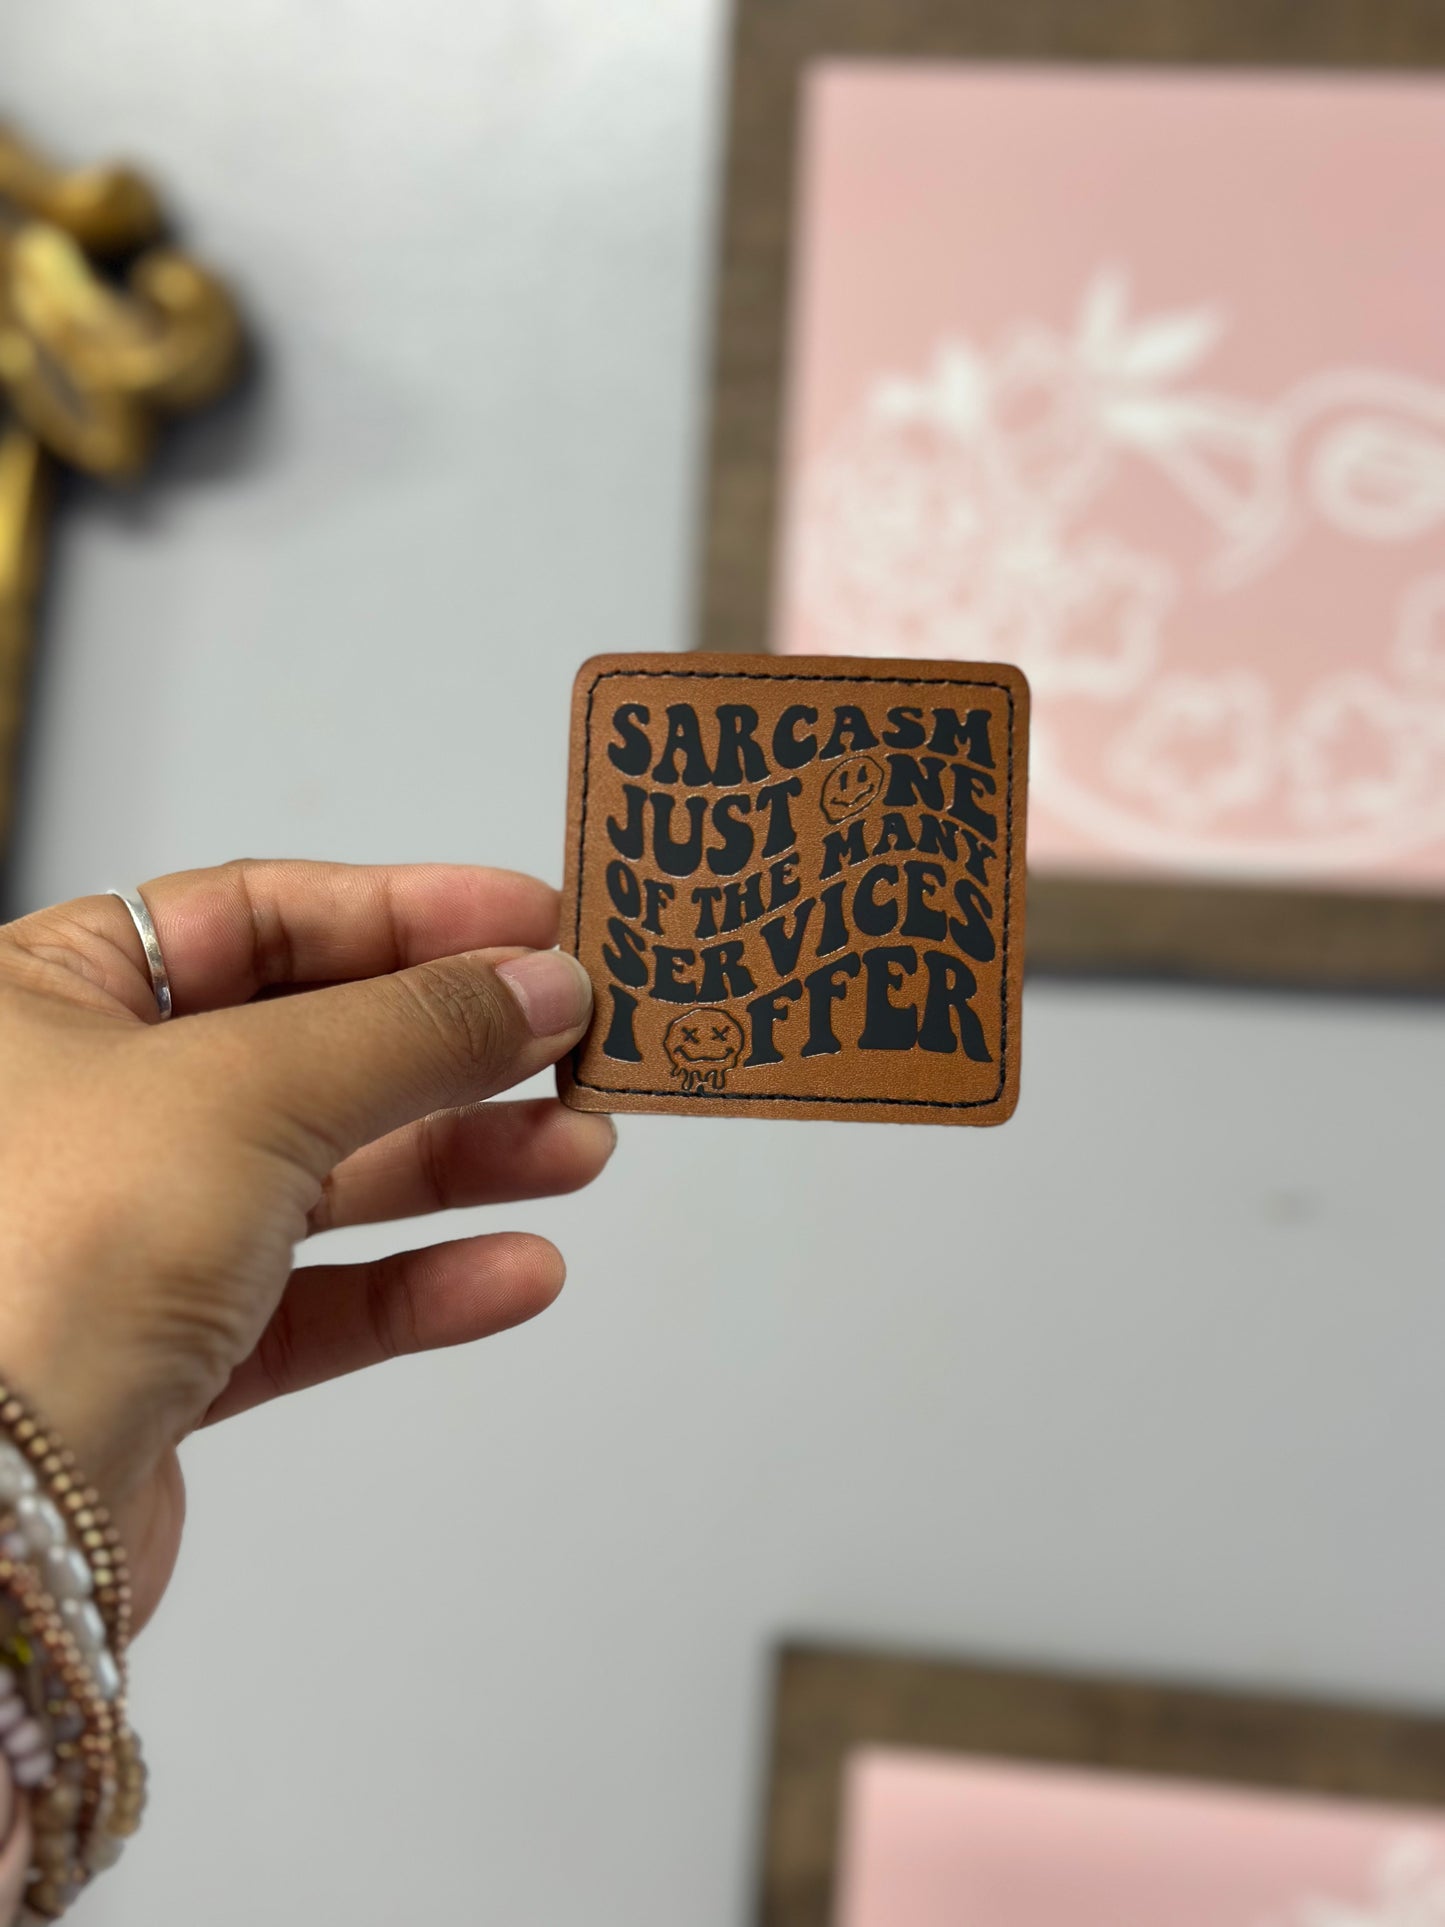 SARCASM
JUST ONE
OF THE MANY
SERVICES
I OFFER